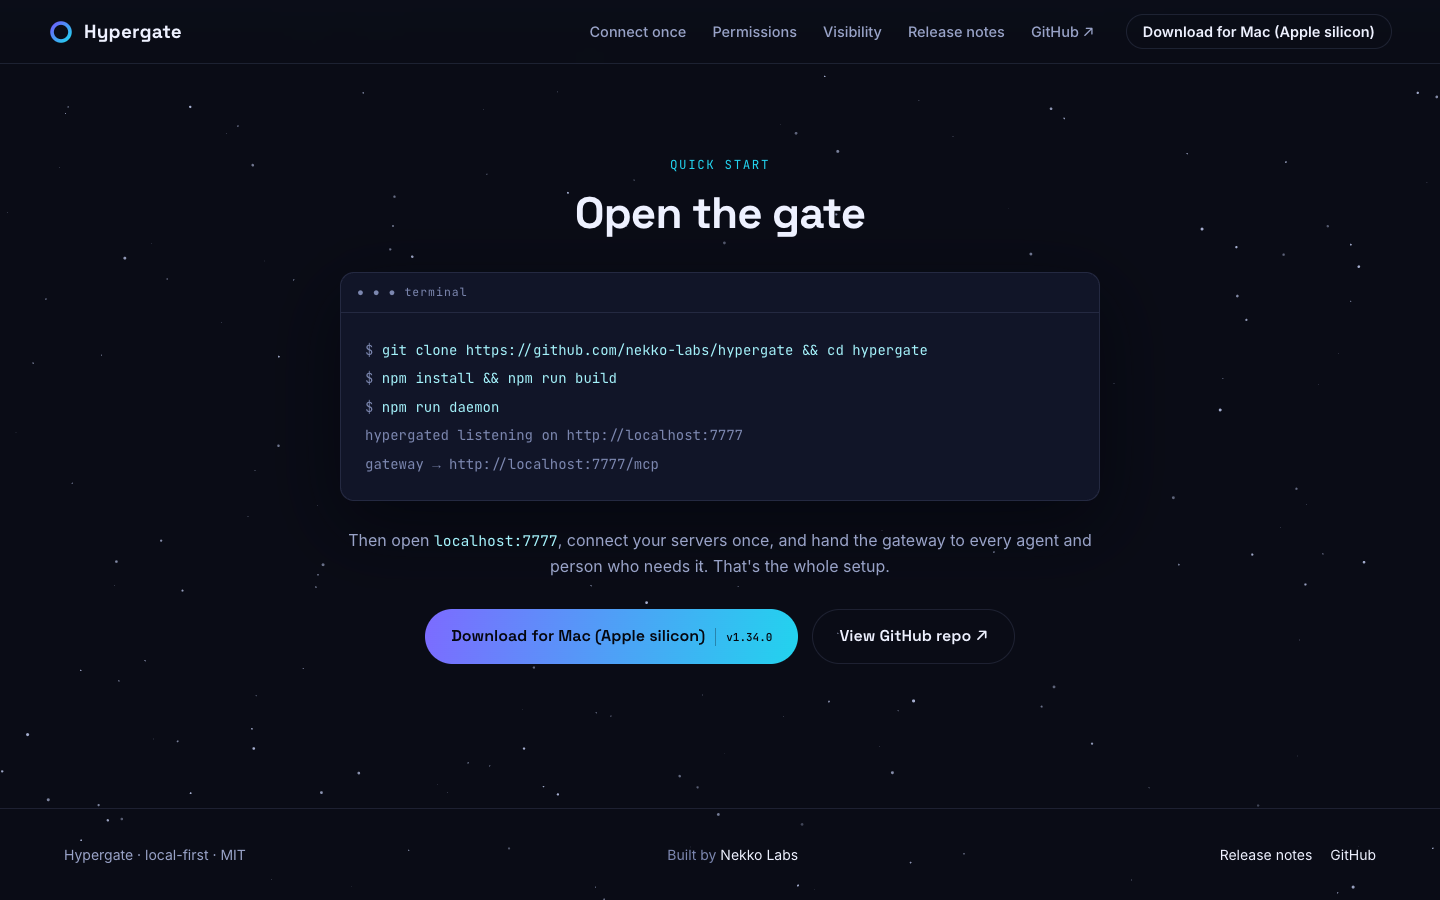 Hypergate
Connect once
Permissions
Visibility
Release notes
GitHub ↗
Download for Mac (Apple silicon)
QUICK START
Open the gate
terminal
$ git clone https://github.com/nekko-labs/hypergate && cd hypergate
$ npm install && npm run build
$ npm run daemon
hypergated listening on http://localhost:7777
gateway → http://localhost:7777/mcp
Then open localhost:7777, connect your servers once, and hand the gateway to every agent and
person who needs it. That's the whole setup.
Download for Mac (Apple silicon) | v1.34.0
View GitHub repo ↗
Hypergate · local-first · MIT
Built by Nekko Labs
Release notes
GitHub